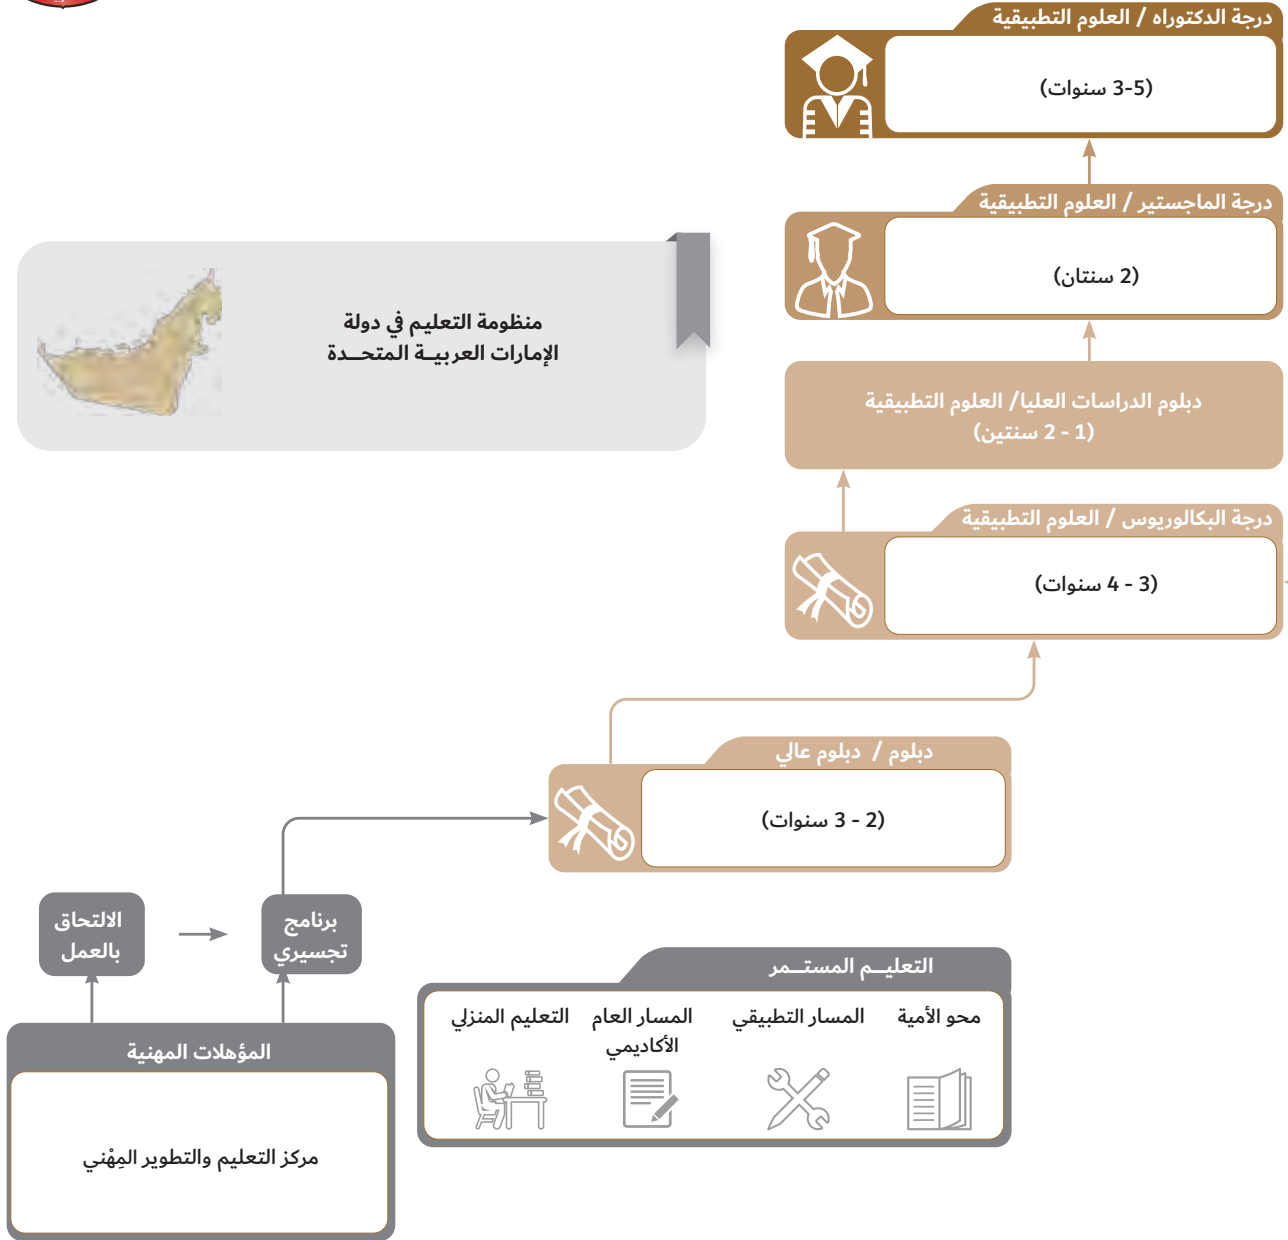 درجة الدكتوراه / العلوم التطبيقية
(3-5 سنوات)
درجة الماجستير / العلوم التطبيقية
(2 سنتان)
منظومة التعليم في دولة
الإمارات العربيــة المتحــدة
دبلوم الدراسات العليا/ العلوم التطبيقية
(1 - 2 سنتين)
درجة البكالوريوس / العلوم التطبيقية
(3 - 4 سنوات)
دبلوم / دبلوم عالي
(2 - 3 سنوات)
برنامج
تجسيري
الالتحاق
بالعمل
التعليــم المستــمر
محو الأمية
المسار التطبيقي
المسار العام
الأكاديمي
التعليم المنزلي
المؤهلات المهنية
مركز التعليم والتطوير المِهْني